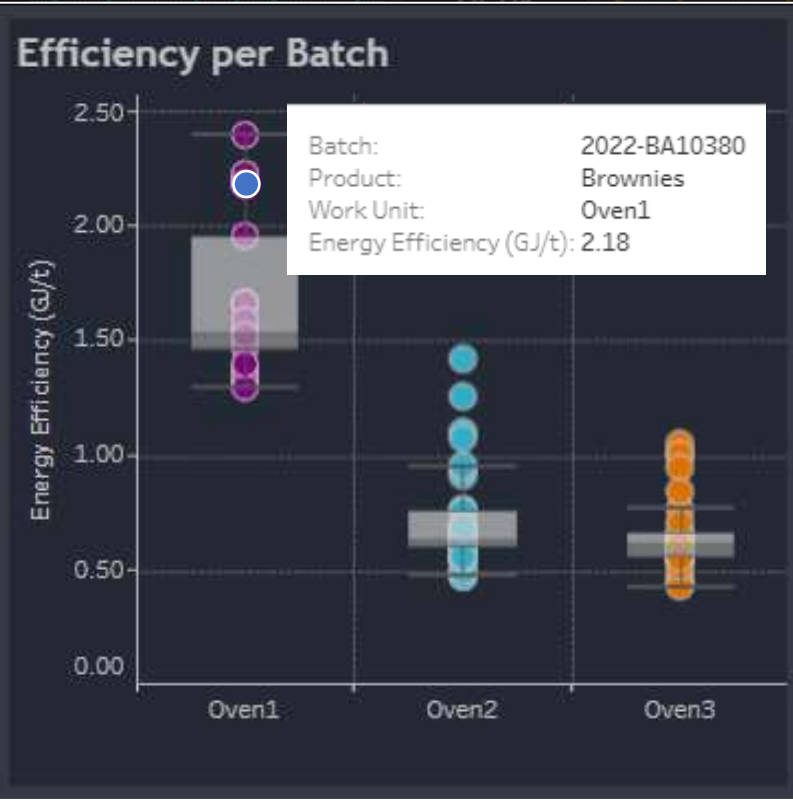 Efficiency per Batch
Energy Efficiency (GJ/t)
2.50
2.00
1.50
1.00
0.50
0.00
Batch: 2022-BA10380
Product: Brownies
Work Unit: Oven1
Energy Efficiency (GJ/t): 2.18
Oven1 Oven2 Oven3